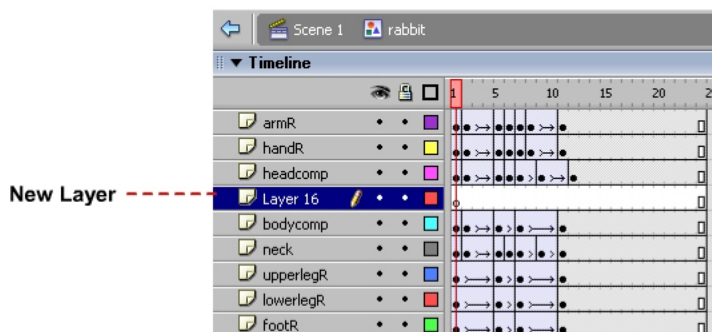 Scene 1 rabbit
Timeline
1 5 10 15 20 2
armR
handR
headcomp
New Layer Layer 16
bodycomp
neck
upperlegR
lowerlegR
footR